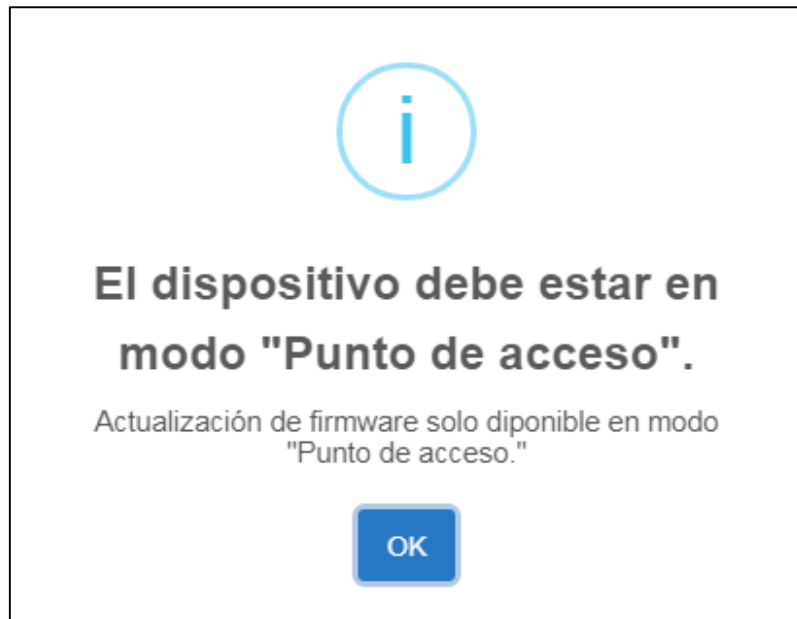 El dispositivo debe estar en
modo "Punto de acceso".
Actualización de firmware solo diponible en modo
"Punto de acceso."
OK